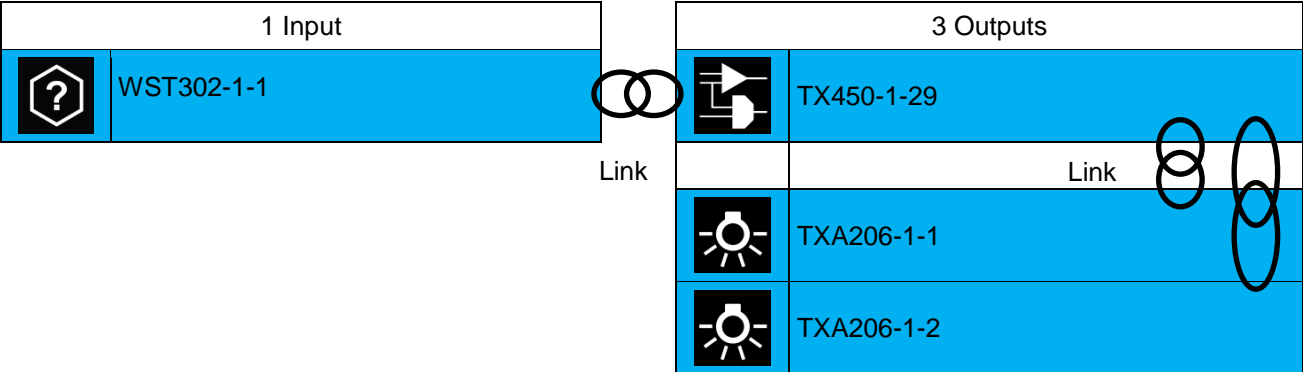 1 Input
3 Outputs
?
WST302-1-1
TX450-1-29
Link
Link
TXA206-1-1
TXA206-1-2